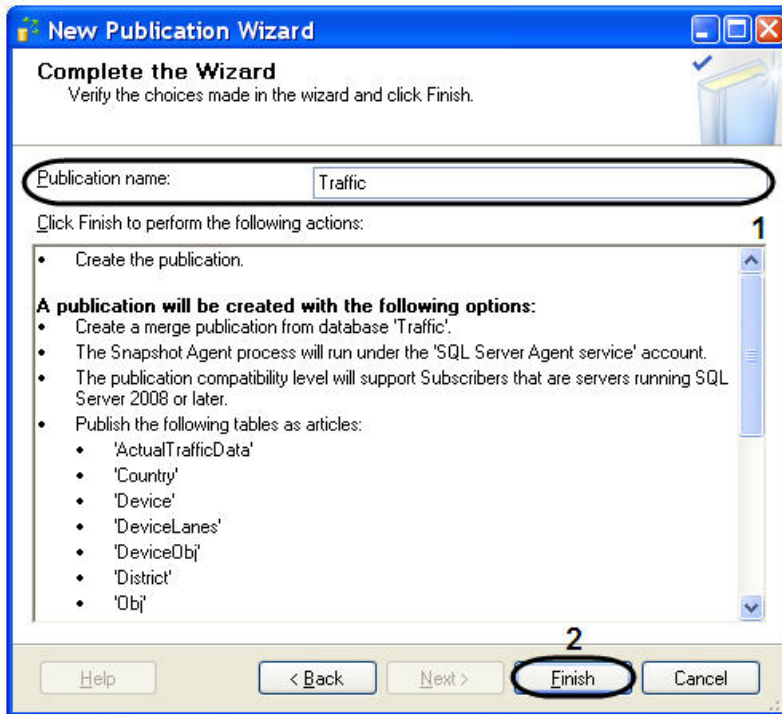 New Publication Wizard
Complete the Wizard
Verify the choices made in the wizard and click Finish.
Publication name: Traffic
Click Finish to perform the following actions:
1
• Create the publication.
A publication will be created with the following options:
• Create a merge publication from database 'Traffic'.
• The Snapshot Agent process will run under the 'SQL Server Agent service' account.
• The publication compatibility level will support Subscribers that are servers running SQL
Server 2008 or later.
• Publish the following tables as articles:
• 'ActualTrafficData'
• 'Country'
• 'Device'
• 'DeviceLanes'
• 'DeviceObj'
• 'District'
• 'Obj'
2
Help < Back Next > Finish Cancel